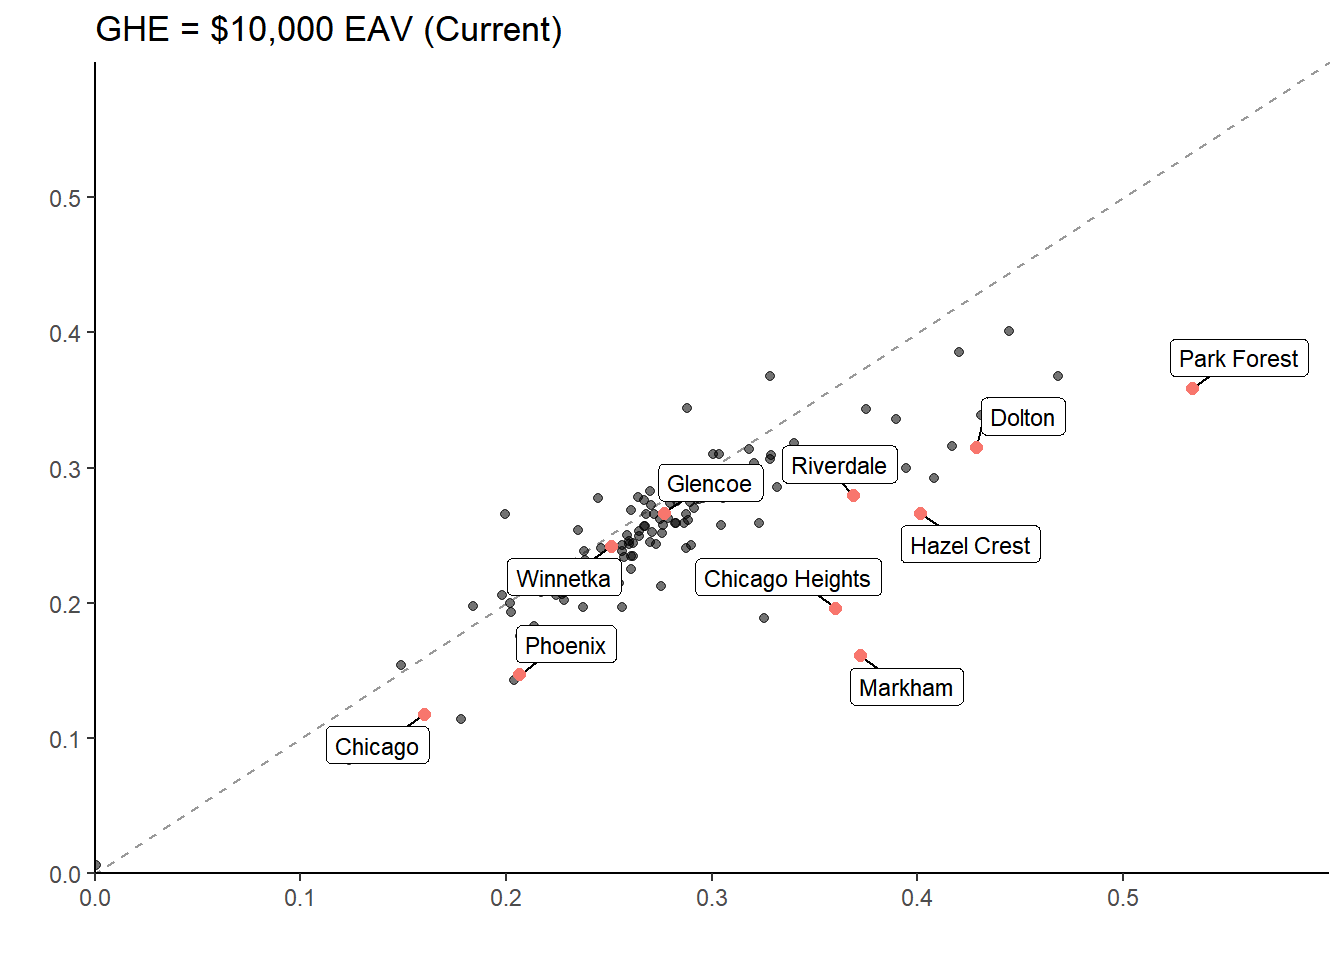 GHE = $10,000 EAV (Current)
0.5
0.4
Park Forest
Dolton
0.3
Riverdale
Glencoe
Hazel Crest
Winnetka
Chicago Heights
0.2
Phoenix
Markham
0.1
Chicago
0.0
0.0 0.1 0.2 0.3 0.4 0.5